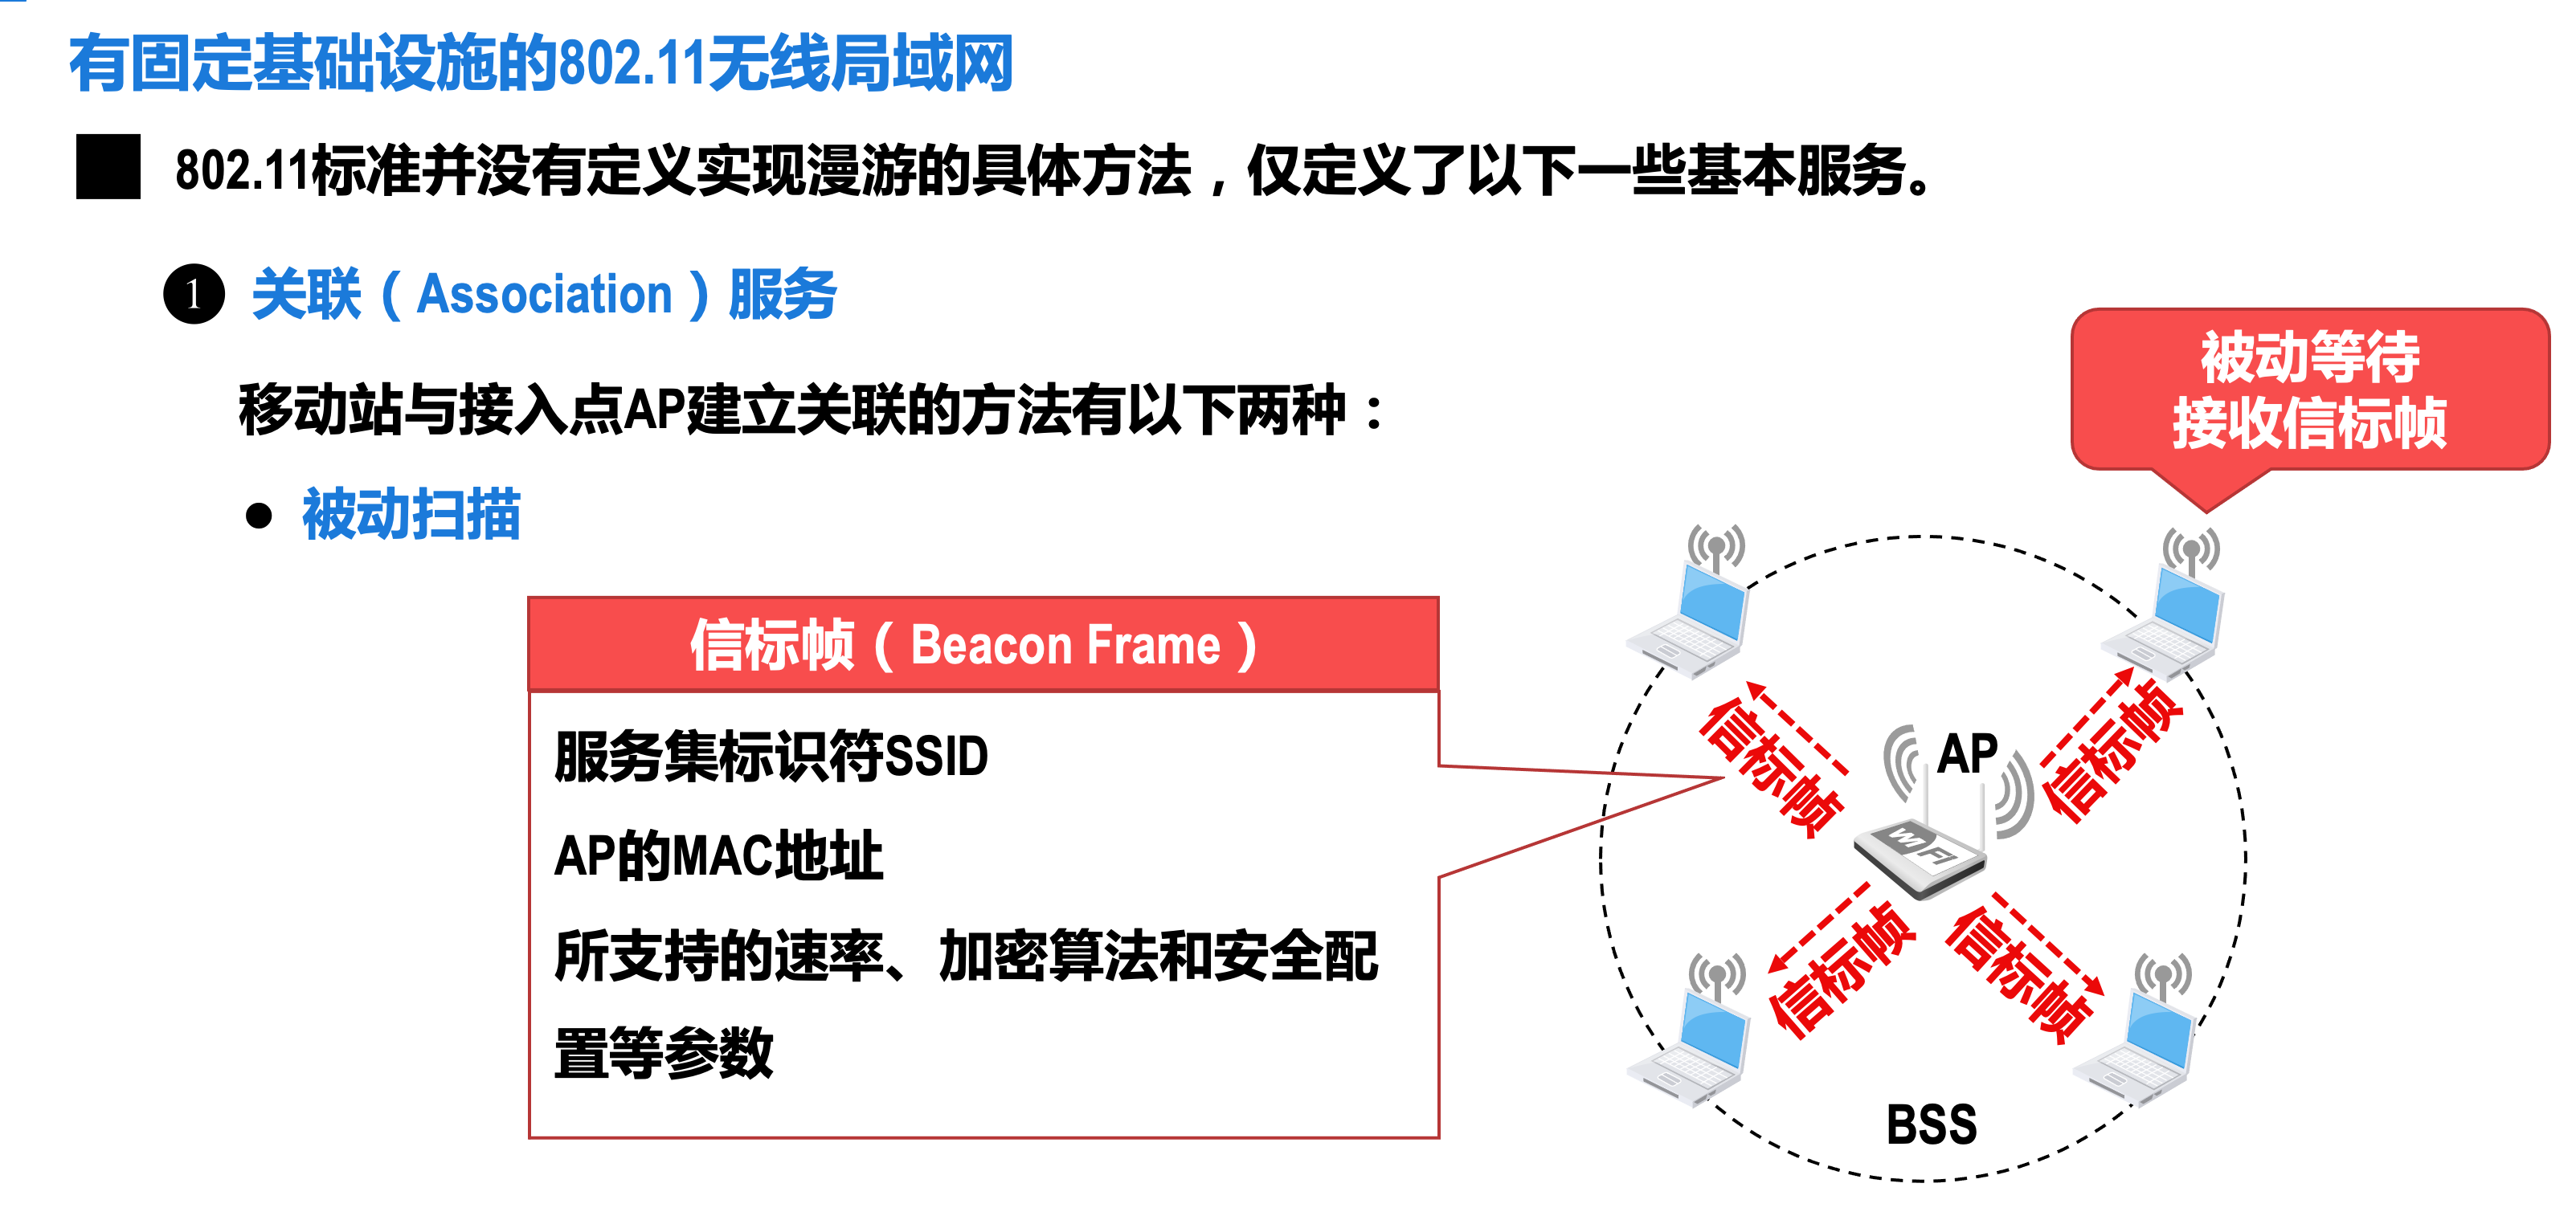 有固定基础设施的802.11无线局域网
802.11标准并没有定义实现漫游的具体方法，仅定义了以下一些基本服务。
1 关联（Association）服务
移动站与接入点AP建立关联的方法有以下两种：
● 被动扫描
被动等待
接收信标帧
信标帧（Beacon Frame）
服务集标识符SSID
AP的MAC地址
所支持的速率、加密算法和安全配
置等参数
信标帧
AP
信标帧
WiFi
信标帧
信标帧
BSS